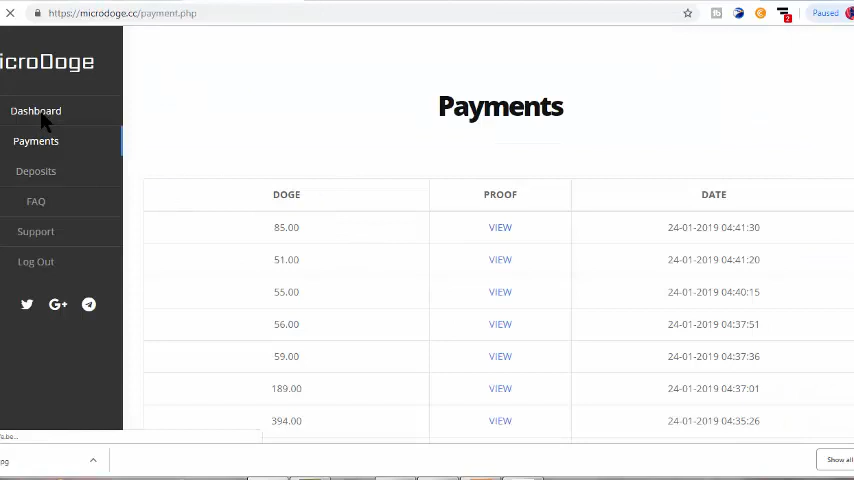 https://microdoge.cc/payment.php
Paused
icroDoge
Dashboard
Payments
Deposits
FAQ
Support
Log Out
Payments
DOGE PROOF DATE
85.00 VIEW 24-01-2019 04:41:30
51.00 VIEW 24-01-2019 04:41:20
55.00 VIEW 24-01-2019 04:40:15
56.00 VIEW 24-01-2019 04:37:51
59.00 VIEW 24-01-2019 04:37:36
189.00 VIEW 24-01-2019 04:37:01
394.00 VIEW 24-01-2019 04:35:26
Show all